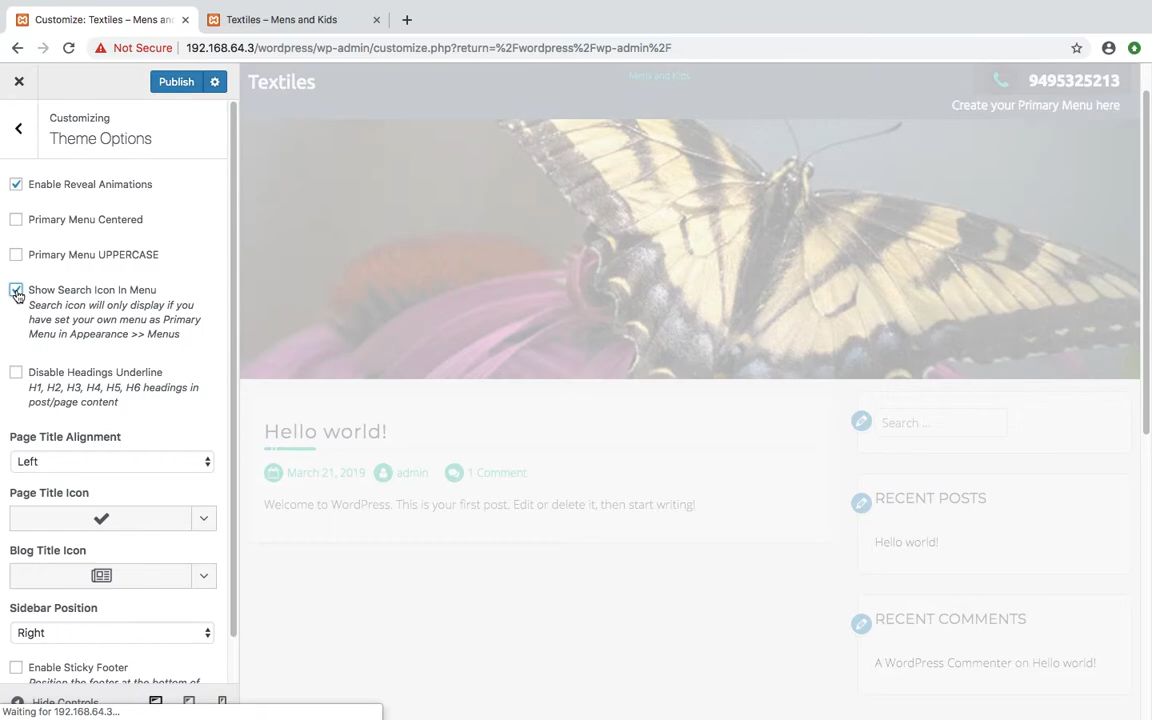 Customize: Textiles – Mens and
Textiles – Mens and Kids
Not Secure
192.168.64.3/wordpress/wp-admin/customize.php?return=%2Fwordpress%2Fwp-admin%2F
Publish
Customizing
Theme Options
Enable Reveal Animations
Primary Menu Centered
Primary Menu UPPERCASE
Show Search Icon In Menu
Search icon will only display if you
have set your own menu as Primary
Menu in Appearance >> Menus
Disable Headings Underline
H1, H2, H3, H4, H5, H6 headings in
post/page content
Page Title Alignment
Left
Page Title Icon
Blog Title Icon
Sidebar Position
Right
Enable Sticky Footer
Position the footer at the bottom of
Hide Controls
Waiting for 192.168.64.3...
Textiles
Mens and Kids
9495325213
Create your Primary Menu here
Hello world!
March 21, 2019 admin 1 Comment
Welcome to WordPress. This is your first post. Edit or delete it, then start writing!
Search ...
RECENT POSTS
Hello world!
RECENT COMMENTS
A WordPress Commenter on Hello world!